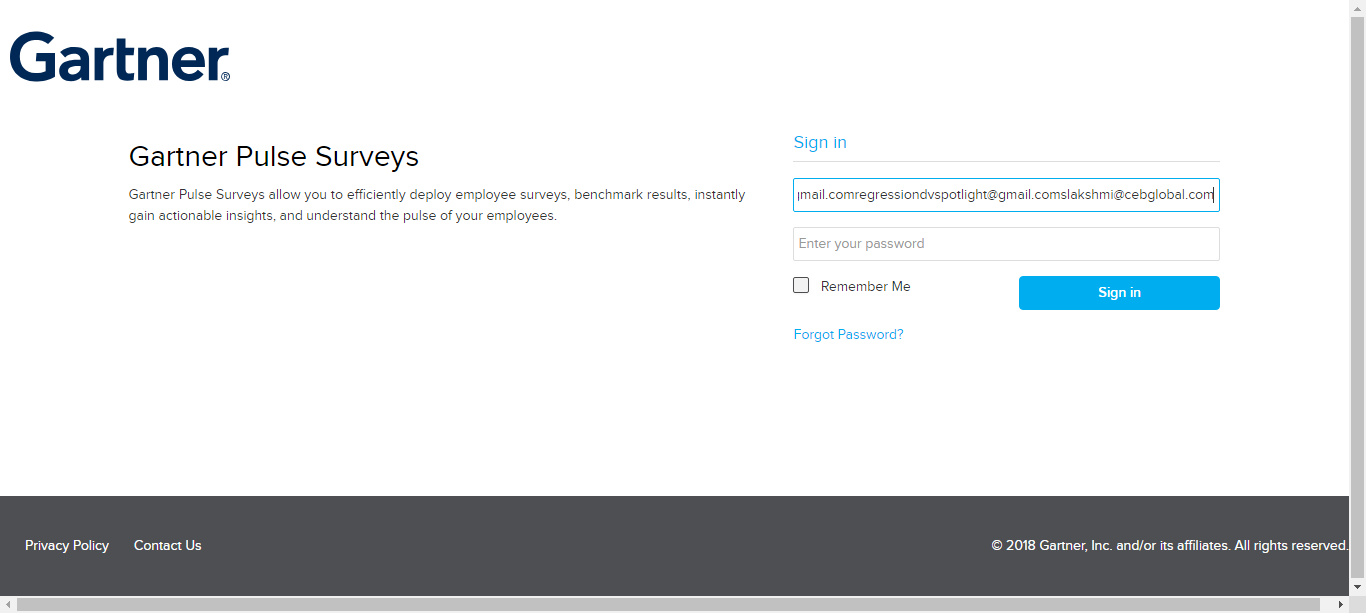 Gartner®
Sign in
Gartner Pulse Surveys
Gartner Pulse Surveys allow you to efficiently deploy employee surveys, benchmark results, instantly
gain actionable insights, and understand the pulse of your employees.
gmail.comregressiondvspotlight@gmail.comslakshmi@cebglobal.com
Enter your password
Remember Me
Sign in
Forgot Password?
Privacy Policy
Contact Us
© 2018 Gartner, Inc. and/or its affiliates. All rights reserved.